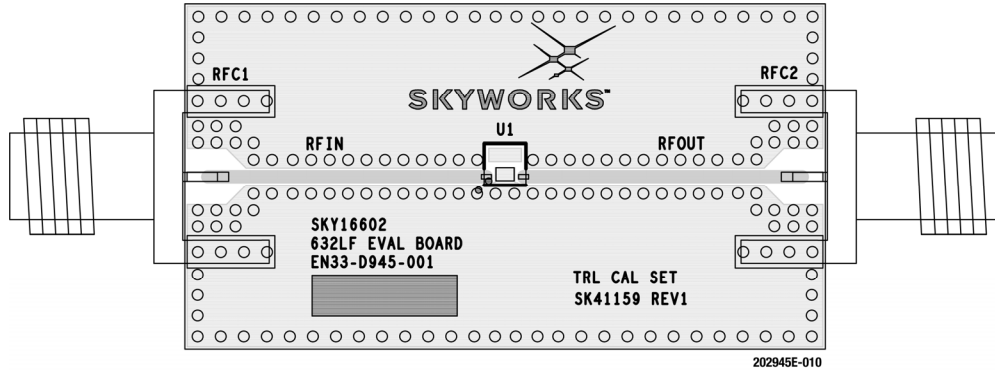 RFC1
RFC2
SKYWORKS™
U1
RFIN
RFOUT
SKY16602
632LF EVAL BOARD
EN33-D945-001
TRL CAL SET
SK41159 REV1
202945E-010